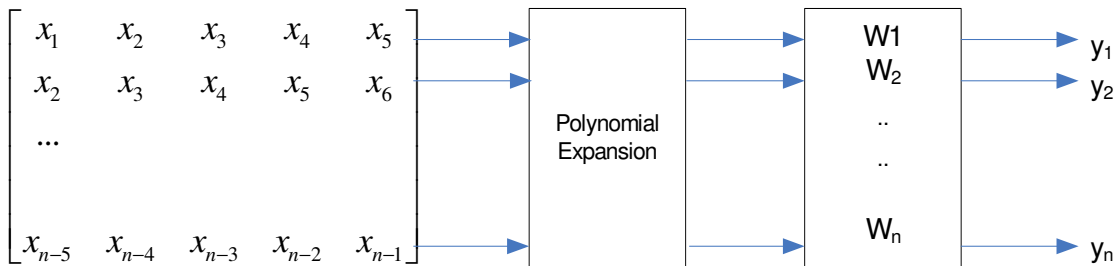 x₁ x₂ x₃ x₄ x₅
x₂ x₃ x₄ x₅ x₆
...
xₙ₋₅ xₙ₋₄ xₙ₋₃ xₙ₋₂ xₙ₋₁
Polynomial
Expansion
W1
W₂
..
..
Wₙ
y₁
y₂
yₙ